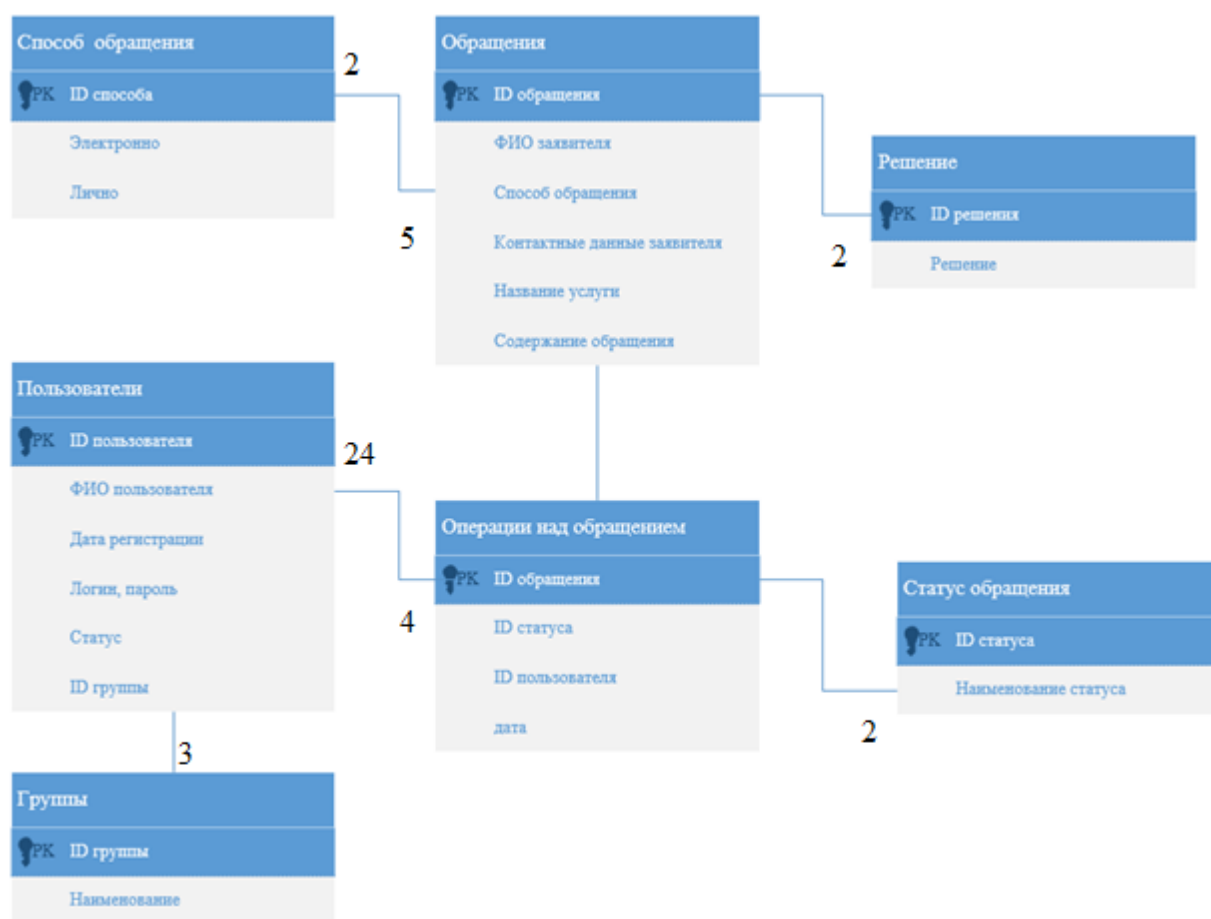 Способ обращения
PK ID способа
Электронно
Лично
2
5
Обращения
PK ID обращения
ФИО заявителя
Способ обращения
Контактные данные заявителя
Название услуги
Содержание обращения
Решение
PK ID решения
Решение
2
Пользователи
PK ID пользователя
ФИО пользователя
Дата регистрации
Логин, пароль
Статус
ID группы
24
4
3
Операции над обращением
PK ID обращения
ID статуса
ID пользователя
дата
Статус обращения
PK ID статуса
Наименование статуса
2
Группы
PK ID группы
Наименование